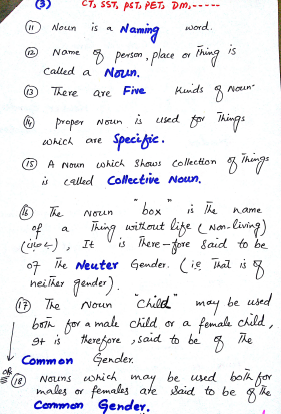 (3) CT, SST, PST, PET, DM,-----
(11) Noun is a Naming word.
(12) Name of person, place or Thing is
called a Noun.
(13) There are Five Kinds of Noun.
(14) proper Noun is used for Things
which are Specific.
(15) A Noun which shows collection of Things
is called Collective Noun.
(16) The Noun "box" is The name
of a Thing without life (Non-living)
, It is There-fore said to be
of The Neuter Gender. (i.e. That is of
neither gender).
(17) The Noun "Child" may be used
both for a male child or a female child,
It is therefore, said to be of The
Common Gender.
OR
(18) Nouns which may be used both for
males or females are said to be of The
Common Gender.